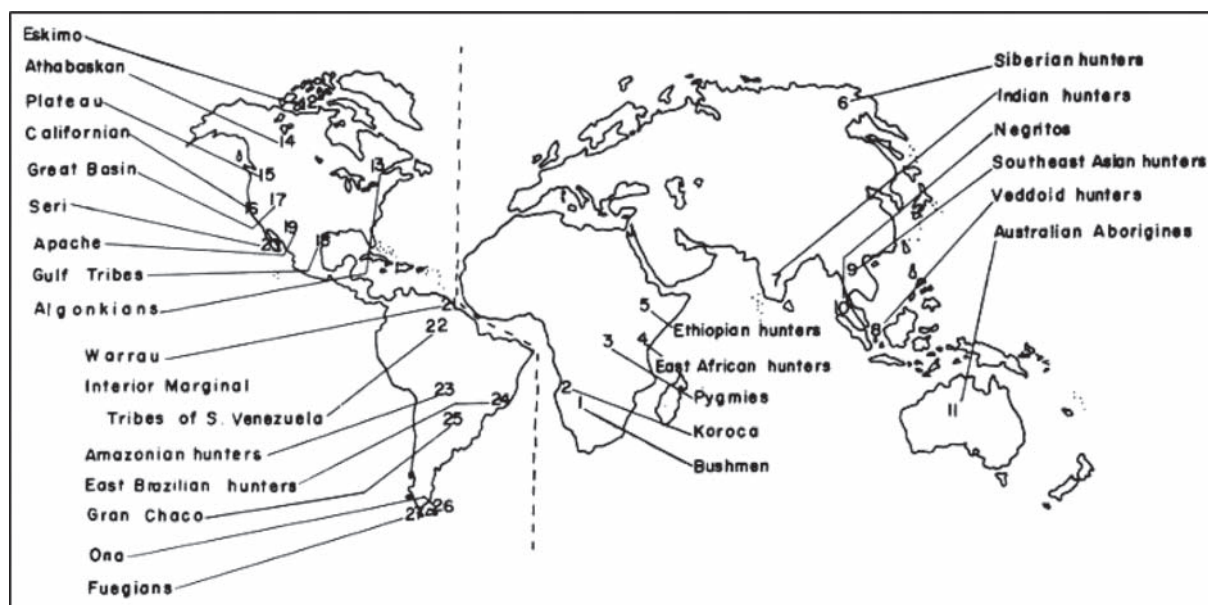 Eskimo
Athabaskan
Plateau
Californian
Great Basin
Seri
Apache
Gulf Tribes
Algonkians
Warrau
Interior Marginal
Tribes of S. Venezuela
Amazonian hunters
East Brazilian hunters
Gran Chaco
Ona
Fuegians
12
14
13
15
16
17
19
18
20
21
22
23
24
25
26
27
Siberian hunters
Indian hunters
Negritos
Southeast Asian hunters
Veddoid hunters
Australian Aborigines
6
7
9
10
8
11
5
Ethiopian hunters
3
4
East African hunters
Pygmies
2
1
Koroca
Bushmen